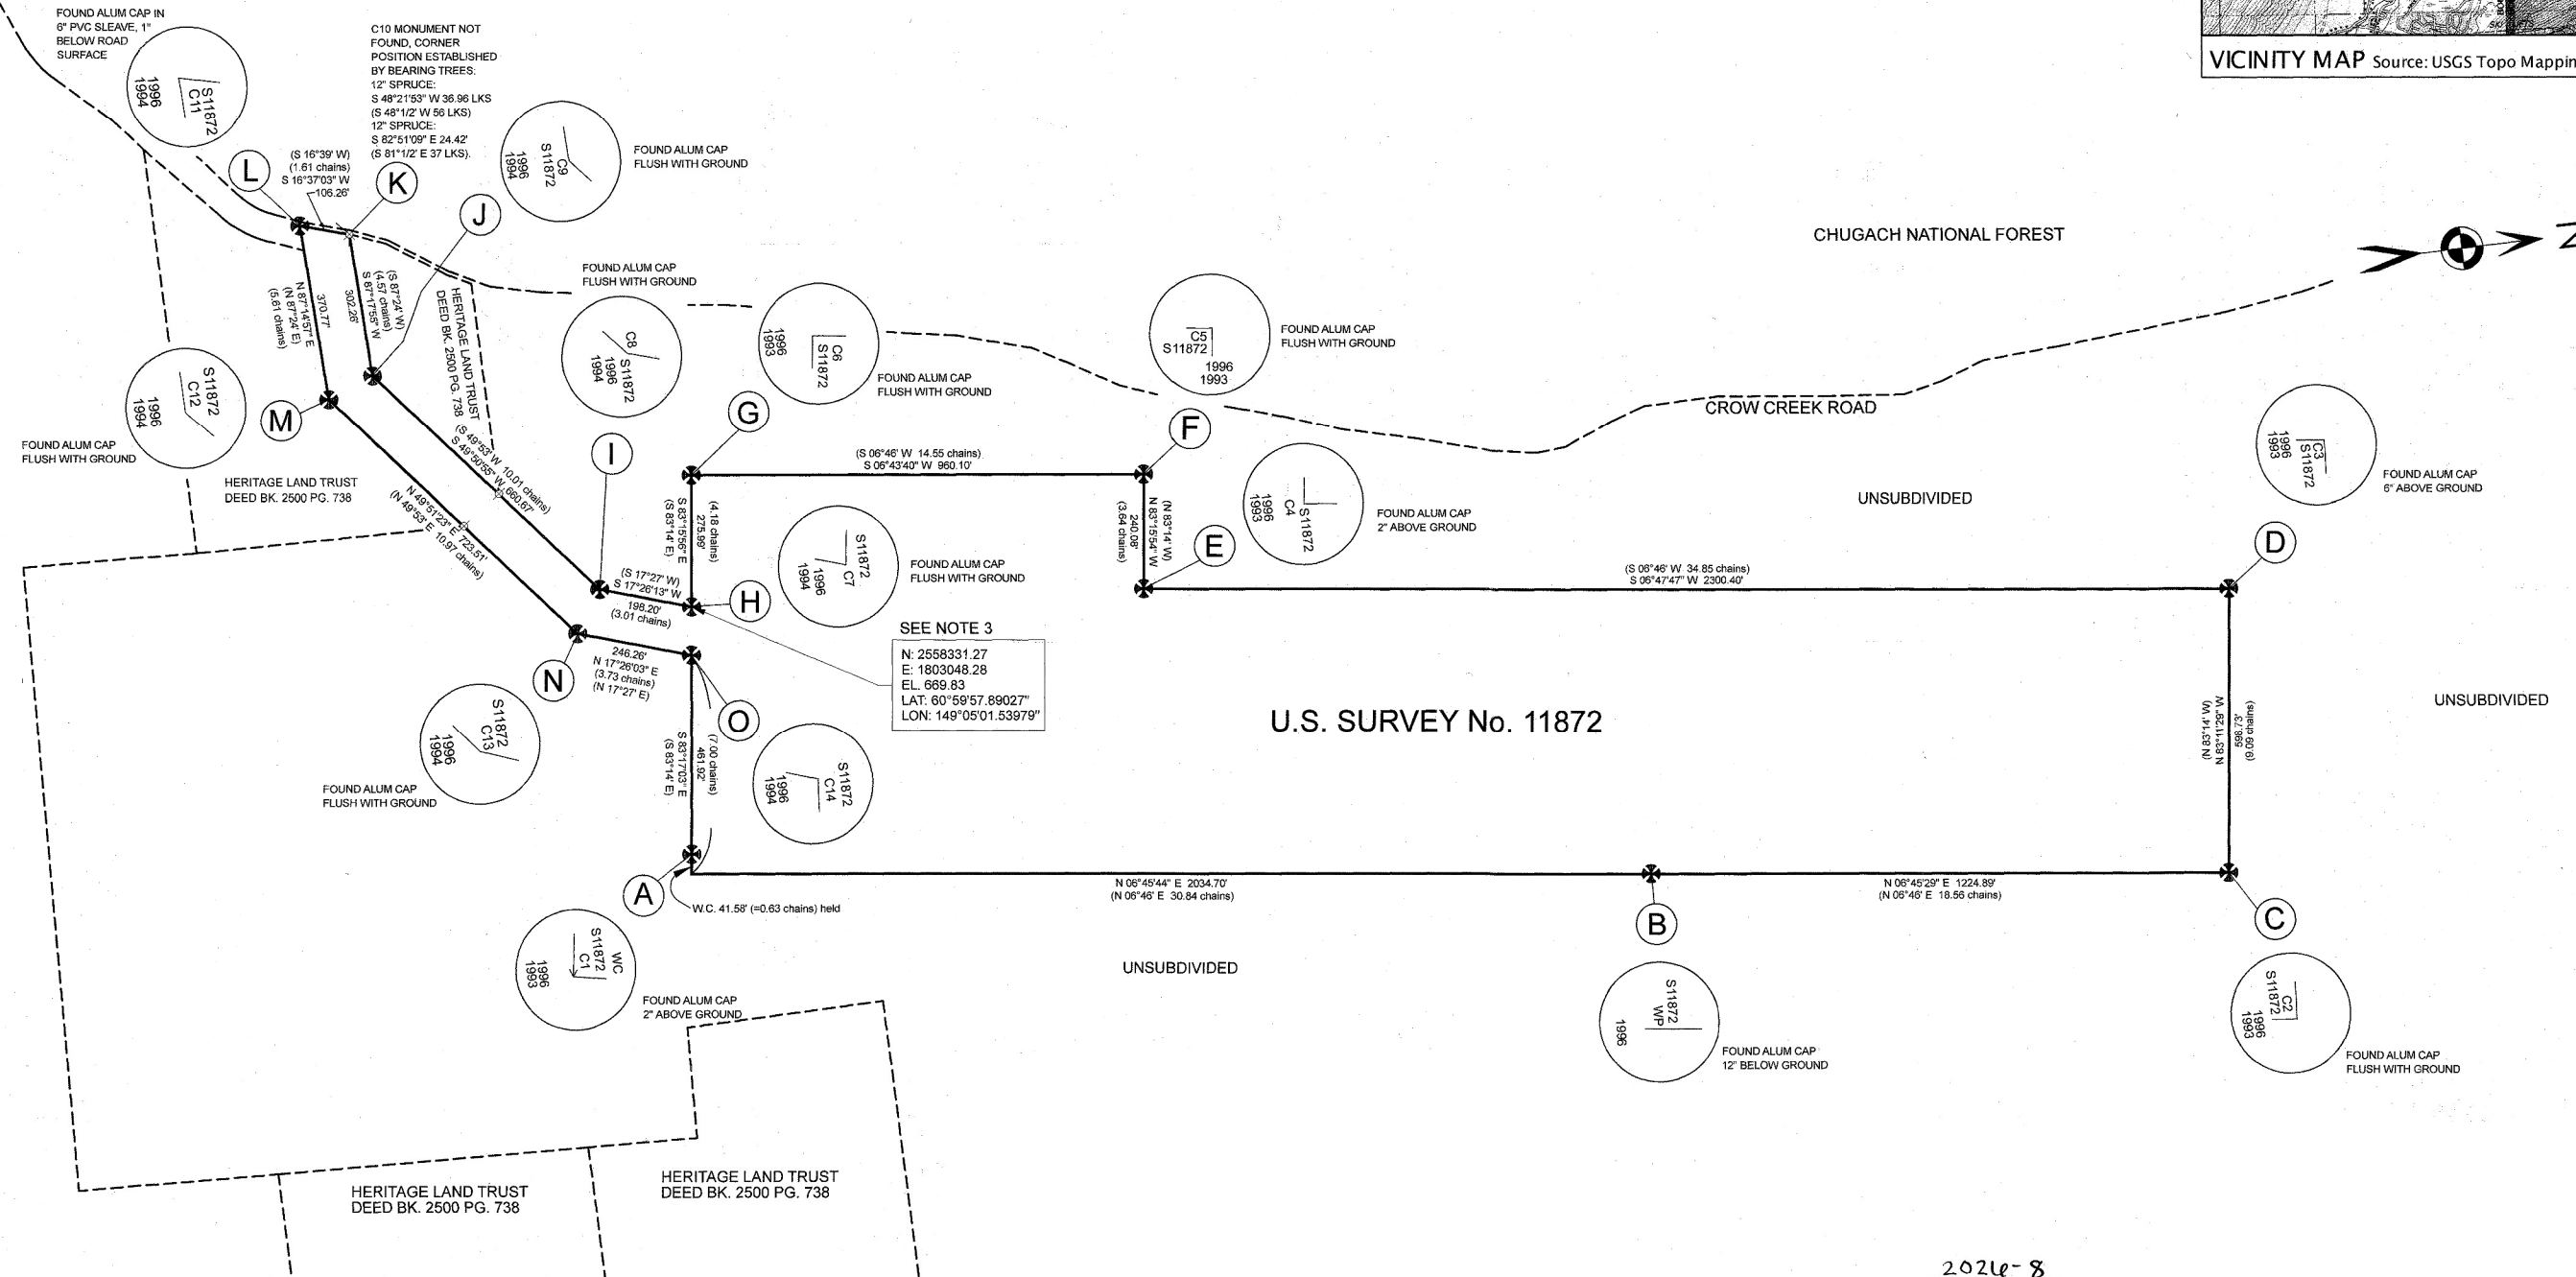 FOUND ALUM CAP IN
6" PVC SLEAVE, 1"
BELOW ROAD
SURFACE
S11872
C11
1996
1994
C10 MONUMENT NOT
FOUND, CORNER
POSITION ESTABLISHED
BY BEARING TREES:
12" SPRUCE:
S 48°21'53" W 36.96 LKS
(S 48°1/2' W 56 LKS)
12" SPRUCE:
S 82°51'09" E 24.42'
(S 81°1/2' E 37 LKS).
VICINITY MAP Source: USGS Topo Mappin
L
(S 16°39' W)
(1.61 chains)
S 16°37'03" W
106.26'
K
J
C9
S11872
1996
1994
FOUND ALUM CAP
FLUSH WITH GROUND
CHUGACH NATIONAL FOREST
(S 87°24' W)
(4.57 chains)
S 87°17'55" W
302.26'
370.77'
N 87°14'57" E
(N 87°24' E)
(5.61 chains)
HERITAGE LAND TRUST
DEED BK. 2500 PG. 738
FOUND ALUM CAP
FLUSH WITH GROUND
C8
S11872
1996
1994
C6
S11872
1996
1993
FOUND ALUM CAP
FLUSH WITH GROUND
C5
S11872
1996
1993
FOUND ALUM CAP
FLUSH WITH GROUND
CROW CREEK ROAD
S11872
C12
1996
1994
FOUND ALUM CAP
FLUSH WITH GROUND
M
HERITAGE LAND TRUST
DEED BK. 2500 PG. 738
(S 49°53' W 10.01 chains)
S 49°50'55" W 660.67'
N 49°51'23" E 723.51'
(N 49°53' E 10.97 chains)
I
G
F
(S 06°46' W 14.55 chains)
S 06°43'40" W 960.10'
(4.18 chains)
275.99'
S 83°15'56" E
(S 83°14' E)
(N 83°14' W)
N 83°15'54" W
240.08'
(3.64 chains)
E
C4
S11872
1996
1993
FOUND ALUM CAP
2" ABOVE GROUND
UNSUBDIVIDED
C3
S11872
1996
1993
FOUND ALUM CAP
6" ABOVE GROUND
D
(S 06°46' W 34.85 chains)
S 06°47'47" W 2300.40'
S11872
C7
1996
1994
FOUND ALUM CAP
FLUSH WITH GROUND
(S 17°27' W)
S 17°26'13" W
198.20'
(3.01 chains)
H
SEE NOTE 3
N: 2558331.27
E: 1803048.28
EL. 669.83
LAT: 60°59'57.89027"
LON: 149°05'01.53979"
N
246.26'
N 17°26'03" E
(3.73 chains)
(N 17°27' E)
O
U.S. SURVEY No. 11872
(9.09 chains)
598.73'
N 83°11'29" W
(N 83°14' W)
UNSUBDIVIDED
S11872
C13
1996
1994
FOUND ALUM CAP
FLUSH WITH GROUND
(7.00 chains)
461.92'
S 83°17'03" E
(S 83°14' E)
S11872
C14
1996
1994
A
W.C. 41.58' (=0.63 chains) held
N 06°45'44" E 2034.70'
(N 06°46' E 30.84 chains)
N 06°45'29" E 1224.89'
(N 06°46' E 18.56 chains)
B
C
WC
S11872
C1
1996
1993
FOUND ALUM CAP
2" ABOVE GROUND
UNSUBDIVIDED
S11872
WP
1996
FOUND ALUM CAP
12" BELOW GROUND
C2
S11872
1996
1993
FOUND ALUM CAP
FLUSH WITH GROUND
HERITAGE LAND TRUST
DEED BK. 2500 PG. 738
HERITAGE LAND TRUST
DEED BK. 2500 PG. 738